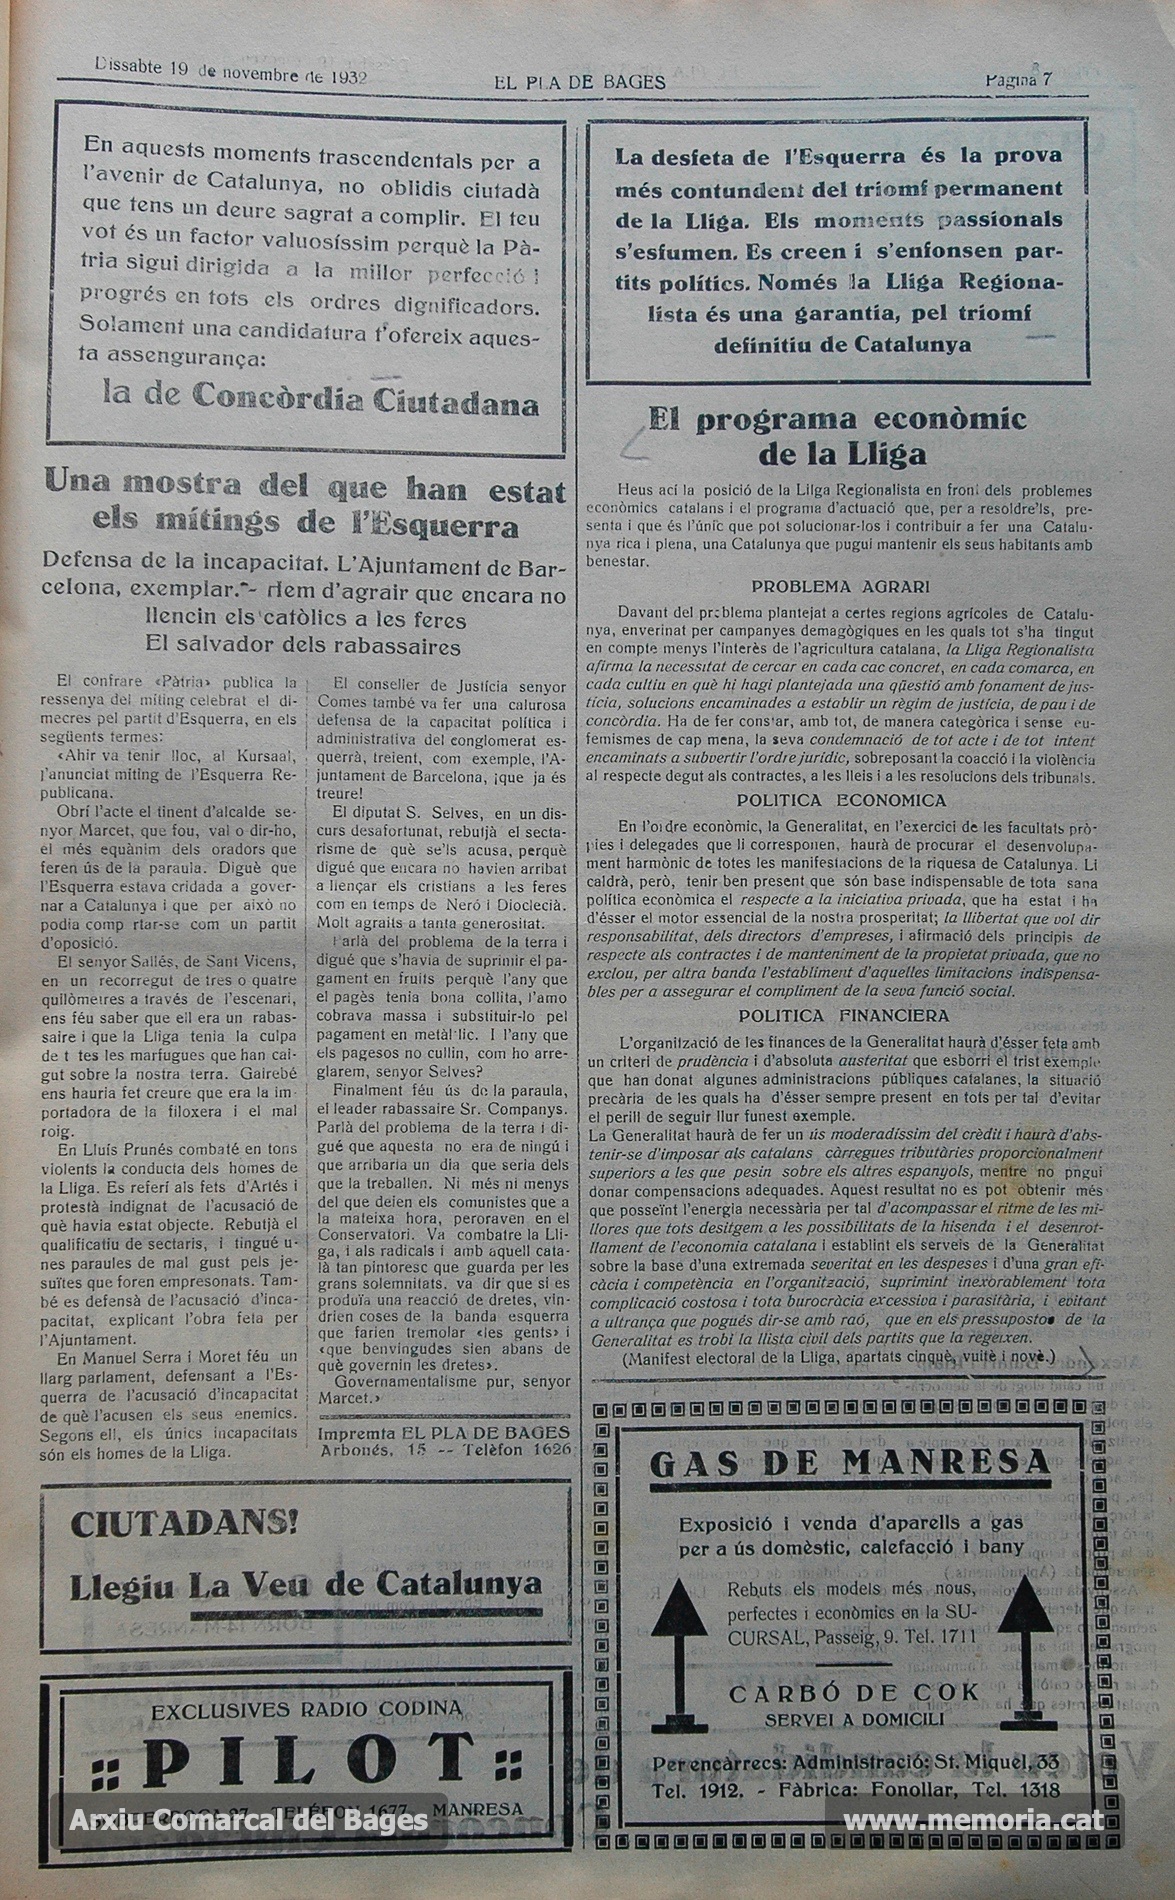 Dissabte 19 de novembre de 1932
EL PLA DE BAGES
Pàgina 7
En aquests moments trascendentals per a
l'avenir de Catalunya, no oblidis ciutadà
que tens un deure sagrat a complir. El teu
vot és un factor valuosíssim perquè la Pà-
tria sigui dirigida a la millor perfecció i
progrés en tots els ordres dignificadors.
Solament una candidatura t'ofereix aques-
ta assengurança:
la de Concòrdia Ciutadana
Una mostra del que han estat
els mítings de l'Esquerra
Defensa de la incapacitat. L'Ajuntament de Bar-
celona, exemplar.- Hem d'agrair que encara no
llencin els catòlics a les feres
El salvador dels rabassaires
El confrare «Pàtria» publica la
ressenya del míting celebrat el di-
mecres pel partit d'Esquerra, en els
següents termes:
«Ahir va tenir lloc, al Kursaal,
l'anunciat miting de l'Esquerra Re-
publicana.
Obrí l'acte el tinent d'alcalde se-
nyor Marcet, que fou, val o dir-ho,
el més equànim dels oradors que
feren ús de la paraula. Digué que
l'Esquerra estava cridada a gover-
nar a Catalunya i que per això no
podia comp rtar-se com un partit
d'oposició.
El senyor Sallés, de Sant Vicens,
en un recorregut de tres o quatre
quilòmetres a través de l'escenari,
ens féu saber que ell era un rabas-
saire i que la Lliga tenia la culpa
de t tes les marfugues que han cai-
gut sobre la nostra terra. Gairebé
ens hauria fet creure que era la im-
portadora de la filoxera i el mal
roig.
En Lluís Prunés combaté en tons
violents la conducta dels homes de
la Lliga. Es referí als fets d'Artés i
protestà indignat de l'acusació de
què havia estat objecte. Rebutjà el
qualificatiu de sectaris, i tingué u-
nes paraules de mal gust pels je-
suïtes que foren empresonats. Tam-
bé es defensà de l'acusació d'inca-
pacitat, explicant l'obra feta per
l'Ajuntament.
En Manuel Serra i Moret féu un
llarg parlament, defensant a l'Es-
querra de l'acusació d'incapacitat
de què l'acusen els seus enemics.
Segons ell, els únics incapacitats
són els homes de la Lliga.
El conseller de Justícia senyor
Comes també va fer una calurosa
defensa de la capacitat política i
administrativa del conglomerat es-
querrà, treient, com exemple, l'A-
juntament de Barcelona, ¡que ja és
treure!
El diputat S. Selves, en un dis-
curs desafortunat, rebutjà el secta-
risme de què se'ls acusa, perquè
digué que encara no havien arribat
a llençar els cristians a les feres
com en temps de Neró i Dioclecià.
Molt agraits a tanta generositat.
Parlà del problema de la terra i
digué que s'havia de suprimir el pa-
gament en fruits perquè l'any que
el pagès tenia bona collita, l'amo
cobrava massa i substituir-lo pel
pagament en metàl·lic. I l'any que
els pagesos no cullin, com ho arre-
glarem, senyor Selves?
Finalment féu ús de la paraula,
el leader rabassaire Sr. Companys.
Parlà del problema de la terra i di-
gué que aquesta no era de ningú i
que arribaria un dia que seria dels
que la treballen. Ni més ni menys
del que deien els comunistes que a
la mateixa hora, peroraven en el
Conservatori. Va combatre la Lli-
ga, i als radicals i amb aquell cata-
là tan pintoresc que guarda per les
grans solemnitats, va dir que si es
produïa una reacció de dretes, vin-
drien coses de la banda esquerra
que farien tremolar «les gents» i
«que benvingudes sien abans de
què governin les dretes».
Governamentalisme pur, senyor
Marcet.»
Impremta EL PLA DE BAGES
Arbonés, 15 -- Telèfon 1626
CIUTADANS!
Llegiu La Veu de Catalunya
EXCLUSIVES RADIO CODINA
PILOT
TELÈFON 1677 MANRESA
La desfeta de l'Esquerra és la prova
més contundent del triomf permanent
de la Lliga. Els moments passionals
s'esfumen. Es creen i s'enfonsen par-
tits polítics. Només la Lliga Regiona-
lista és una garantia, pel triomf
definitiu de Catalunya
El programa econòmic
de la Lliga
Heus ací la posició de la Lliga Regionalista en front dels problemes
econòmics catalans i el programa d'actuació que, per a resoldre'ls, pre-
senta i que és l'únic que pot solucionar-los i contribuir a fer una Catalu-
nya rica i plena, una Catalunya que pugui mantenir els seus habitants amb
benestar.
PROBLEMA AGRARI
Davant del problema plantejat a certes regions agrícoles de Catalu-
nya, enverinat per campanyes demagògiques en les quals tot s'ha tingut
en compte menys l'interès de l'agricultura catalana, la Lliga Regionalista
afirma la necessitat de cercar en cada cac concret, en cada comarca, en
cada cultiu en què hi hagi plantejada una qüestió amb fonament de jus-
tícia, solucions encaminades a establir un règim de justícia, de pau i de
concòrdia. Ha de fer constar, amb tot, de manera categòrica i sense eu-
femismes de cap mena, la seva condemnació de tot acte i de tot intent
encaminats a subvertir l'ordre jurídic, sobreposant la coacció i la violència
al respecte degut als contractes, a les lleis i a les resolucions dels tribunals.
POLITICA ECONOMICA
En l'ordre econòmic, la Generalitat, en l'exercici de les facultats prò-
pies i delegades que li corresponen, haurà de procurar el desenvolupa-
ment harmònic de totes les manifestacions de la riquesa de Catalunya. Li
caldrà, però, tenir ben present que són base indispensable de tota sana
política econòmica el respecte a la iniciativa privada, que ha estat i ha
d'ésser el motor essencial de la nostra prosperitat; la llibertat que vol dir
responsabilitat, dels directors d'empreses, i afirmació dels principis de
respecte als contractes i de manteniment de la propietat privada, que no
exclou, per altra banda l'establiment d'aquelles limitacions indispensa-
bles per a assegurar el compliment de la seva funció social.
POLITICA FINANCIERA
L'organització de les finances de la Generalitat haurà d'ésser feta amb
un criteri de prudència i d'absoluta austeritat que esborri el trist exemple
que han donat algunes administracions públiques catalanes, la situació
precària de les quals ha d'ésser sempre present en tots per tal d'evitar
el perill de seguir llur funest exemple.
La Generalitat haurà de fer un ús moderadíssim del crèdit i haurà d'abs-
tenir-se d'imposar als catalans càrregues tributàries proporcionalment
superiors a les que pesin sobre els altres espanyols, mentre no pugui
donar compensacions adequades. Aquest resultat no es pot obtenir més
que posseïnt l'energia necessària per tal d'acompassar el ritme de les mi-
llores que tots desitgem a les possibilitats de la hisenda i el desenrot-
llament de l'economia catalana i establint els serveis de la Generalitat
sobre la base d'una extremada severitat en les despeses i d'una gran efi-
càcia i competència en l'organització, suprimint inexorablement tota
complicació costosa i tota burocràcia excessiva i parasitària, i evitant
a ultrança que pogués dir-se amb raó, que en els pressupostos de la
Generalitat es trobi la llista civil dels partits que la regeixen.
(Manifest electoral de la Lliga, apartats cinquè, vuitè i novè.)
GAS DE MANRESA
Exposició i venda d'aparells a gas
per a ús domèstic, calefacció i bany
Rebuts els models més nous,
perfectes i econòmics en la SU-
CURSAL, Passeig, 9. Tel. 1711
CARBÓ DE COK
SERVEI A DOMICILI
Per encàrrecs: Administració: St. Miquel, 33
Tel. 1912. - Fàbrica: Fonollar, Tel. 1318
Arxiu Comarcal del Bages
www.memoria.cat